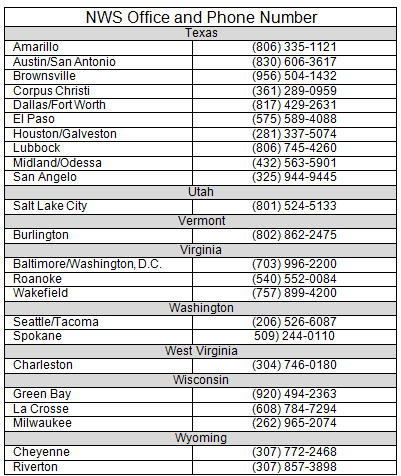 NWS Office and Phone Number
Texas
Amarillo (806) 335-1121
Austin/San Antonio (830) 606-3617
Brownsville (956) 504-1432
Corpus Christi (361) 289-0959
Dallas/Fort Worth (817) 429-2631
El Paso (575) 589-4088
Houston/Galveston (281) 337-5074
Lubbock (806) 745-4260
Midland/Odessa (432) 563-5901
San Angelo (325) 944-9445
Utah
Salt Lake City (801) 524-5133
Vermont
Burlington (802) 862-2475
Virginia
Baltimore/Washington, D.C. (703) 996-2200
Roanoke (540) 552-0084
Wakefield (757) 899-4200
Washington
Seattle/Tacoma (206) 526-6087
Spokane 509) 244-0110
West Virginia
Charleston (304) 746-0180
Wisconsin
Green Bay (920) 494-2363
La Crosse (608) 784-7294
Milwaukee (262) 965-2074
Wyoming
Cheyenne (307) 772-2468
Riverton (307) 857-3898